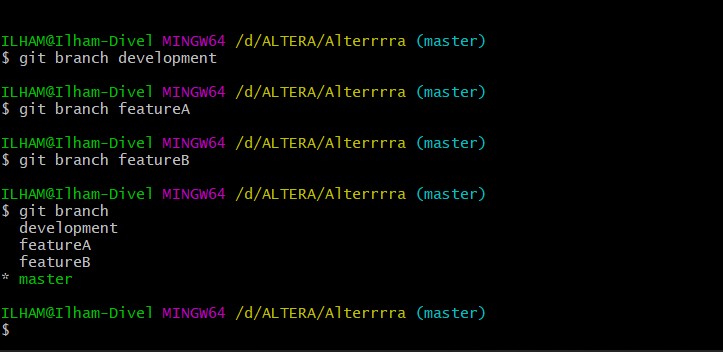 ILHAM@Ilham-Divel MINGW64 /d/ALTERA/Alterrrra (master)
$ git branch development
ILHAM@Ilham-Divel MINGW64 /d/ALTERA/Alterrrra (master)
$ git branch featureA
ILHAM@Ilham-Divel MINGW64 /d/ALTERA/Alterrrra (master)
$ git branch featureB
ILHAM@Ilham-Divel MINGW64 /d/ALTERA/Alterrrra (master)
$ git branch
  development
  featureA
  featureB
* master
ILHAM@Ilham-Divel MINGW64 /d/ALTERA/Alterrrra (master)
$